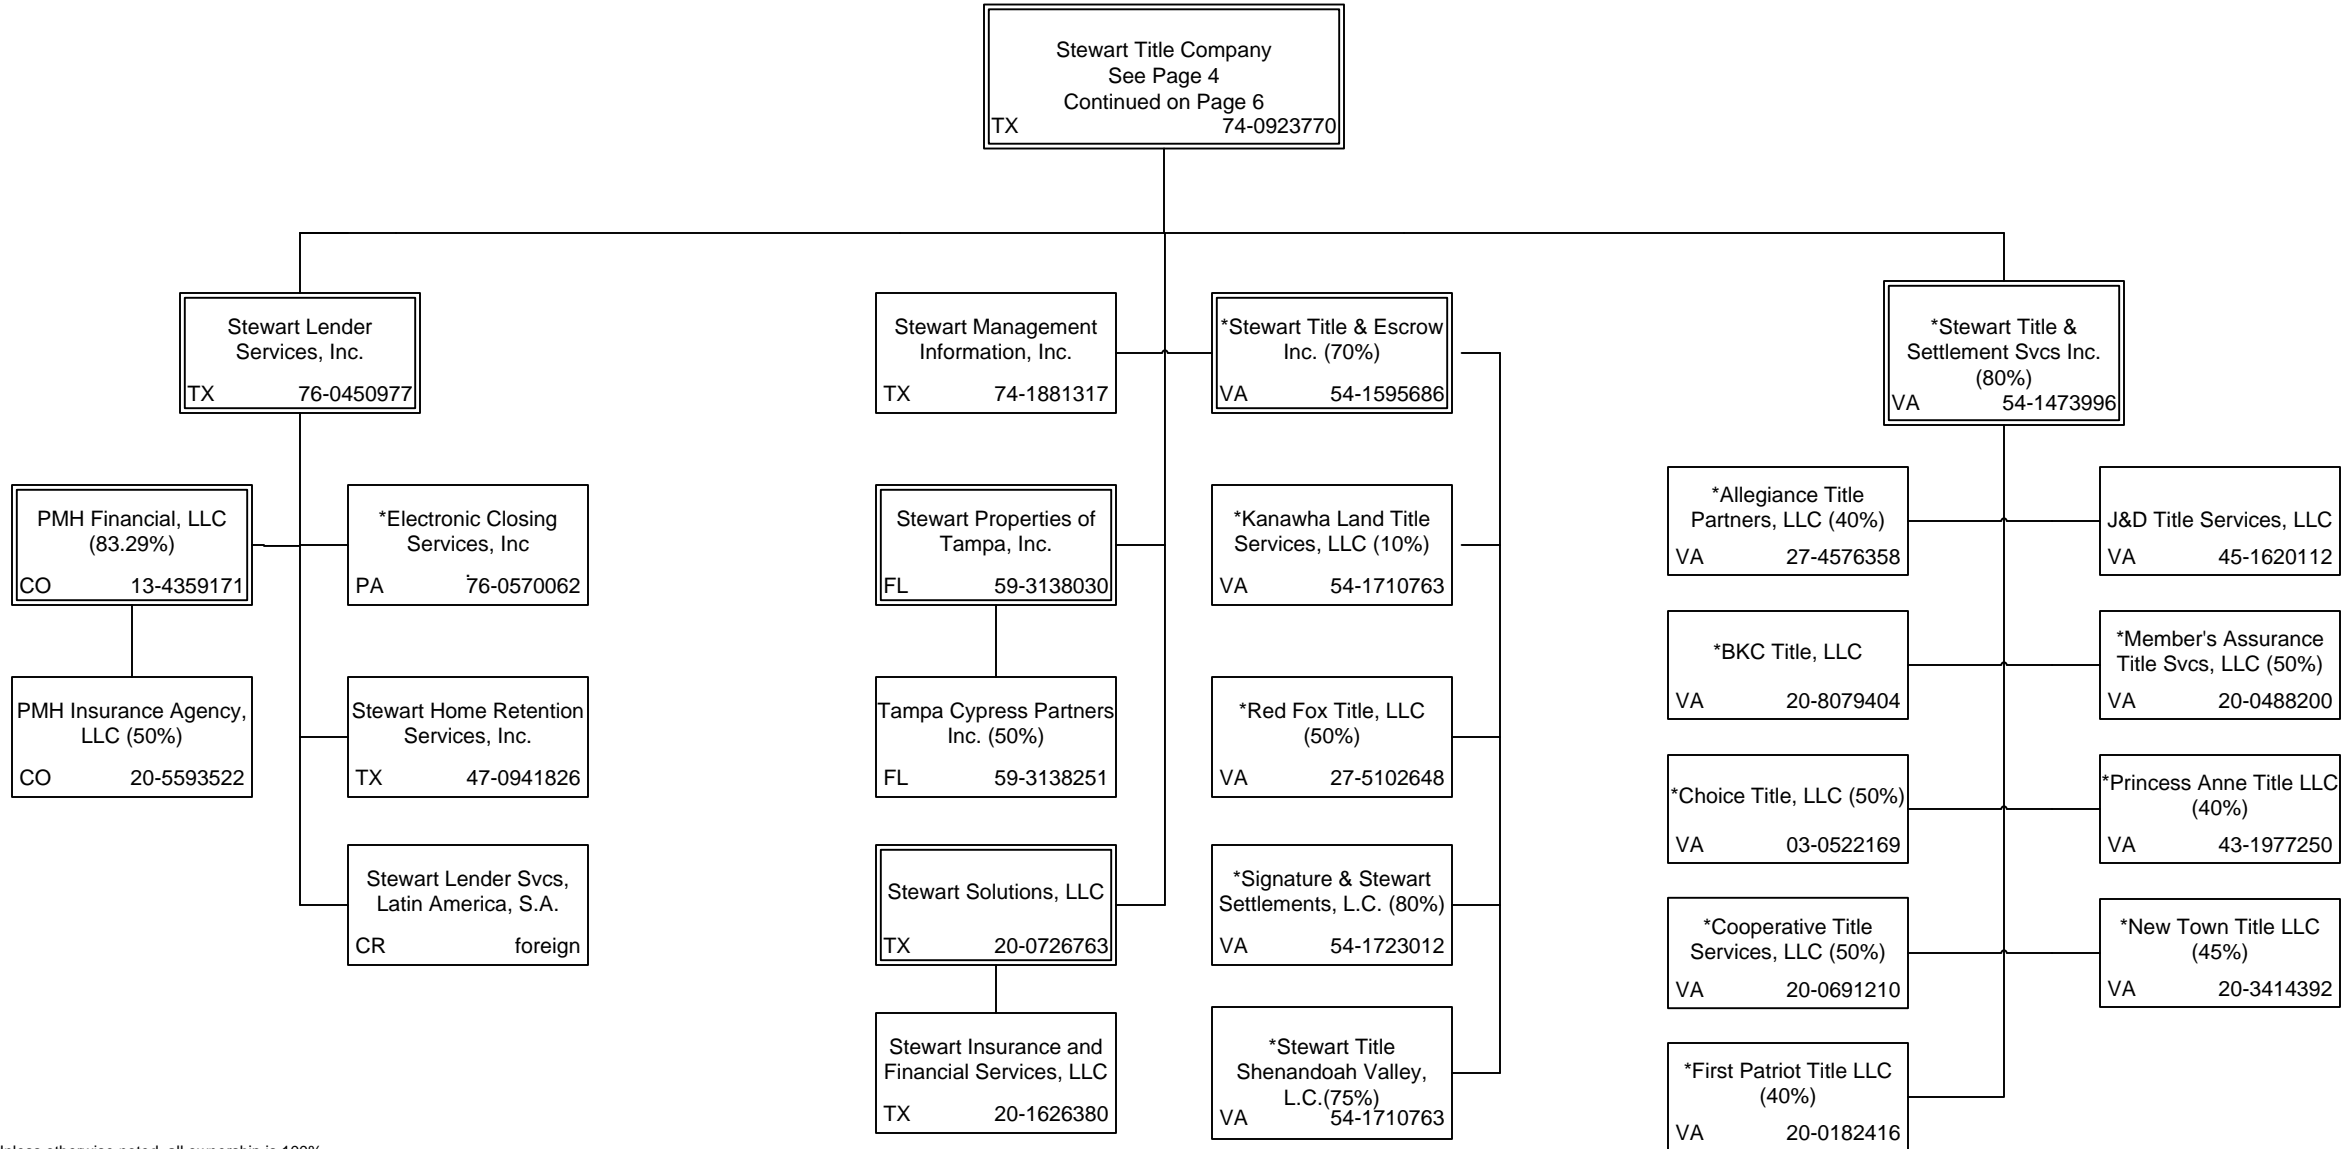 Stewart Title Company
See Page 4
Continued on Page 6
TX 74-0923770
Stewart Lender
Services, Inc.
TX 76-0450977
Stewart Management
Information, Inc.
TX 74-1881317
*Stewart Title & Escrow
Inc. (70%)
VA 54-1595686
*Stewart Title &
Settlement Svcs Inc.
(80%)
VA 54-1473996
PMH Financial, LLC
(83.29%)
CO 13-4359171
*Electronic Closing
Services, Inc
PA 76-0570062
Stewart Properties of
Tampa, Inc.
FL 59-3138030
*Kanawha Land Title
Services, LLC (10%)
VA 54-1710763
*Allegiance Title
Partners, LLC (40%)
VA 27-4576358
J&D Title Services, LLC
VA 45-1620112
*BKC Title, LLC
VA 20-8079404
*Member's Assurance
Title Svcs, LLC (50%)
VA 20-0488200
PMH Insurance Agency,
LLC (50%)
CO 20-5593522
Stewart Home Retention
Services, Inc.
TX 47-0941826
Tampa Cypress Partners
Inc. (50%)
FL 59-3138251
*Red Fox Title, LLC
(50%)
VA 27-5102648
*Choice Title, LLC (50%)
VA 03-0522169
*Princess Anne Title LLC
(40%)
VA 43-1977250
Stewart Lender Svcs,
Latin America, S.A.
CR foreign
Stewart Solutions, LLC
TX 20-0726763
*Signature & Stewart
Settlements, L.C. (80%)
VA 54-1723012
*Cooperative Title
Services, LLC (50%)
VA 20-0691210
*New Town Title LLC
(45%)
VA 20-3414392
Stewart Insurance and
Financial Services, LLC
TX 20-1626380
*Stewart Title
Shenandoah Valley,
L.C.(75%)
VA 54-1710763
*First Patriot Title LLC
(40%)
VA 20-0182416
otherwise noted, all ownership is 100%